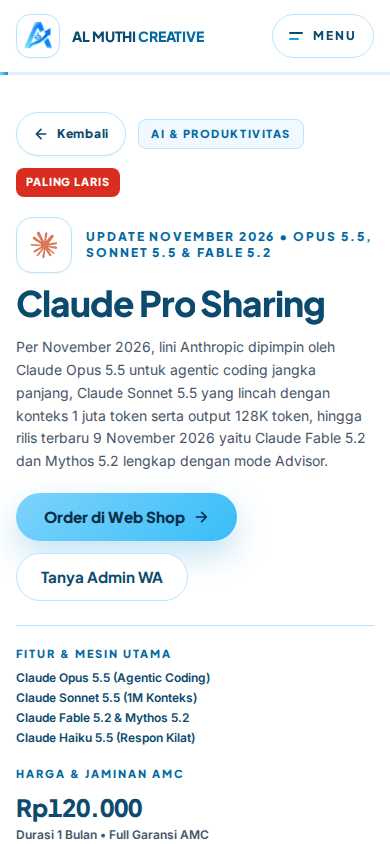 AL MUTHI CREATIVE
MENU
Kembali
AI & PRODUKTIVITAS
PALING LARIS
UPDATE NOVEMBER 2026 • OPUS 5.5,
SONNET 5.5 & FABLE 5.2
Claude Pro Sharing
Per November 2026, lini Anthropic dipimpin oleh
Claude Opus 5.5 untuk agentic coding jangka
panjang, Claude Sonnet 5.5 yang lincah dengan
konteks 1 juta token serta output 128K token, hingga
rilis terbaru 9 November 2026 yaitu Claude Fable 5.2
dan Mythos 5.2 lengkap dengan mode Advisor.
Order di Web Shop →
Tanya Admin WA
FITUR & MESIN UTAMA
Claude Opus 5.5 (Agentic Coding)
Claude Sonnet 5.5 (1M Konteks)
Claude Fable 5.2 & Mythos 5.2
Claude Haiku 5.5 (Respon Kilat)
HARGA & JAMINAN AMC
Rp120.000
Durasi 1 Bulan • Full Garansi AMC